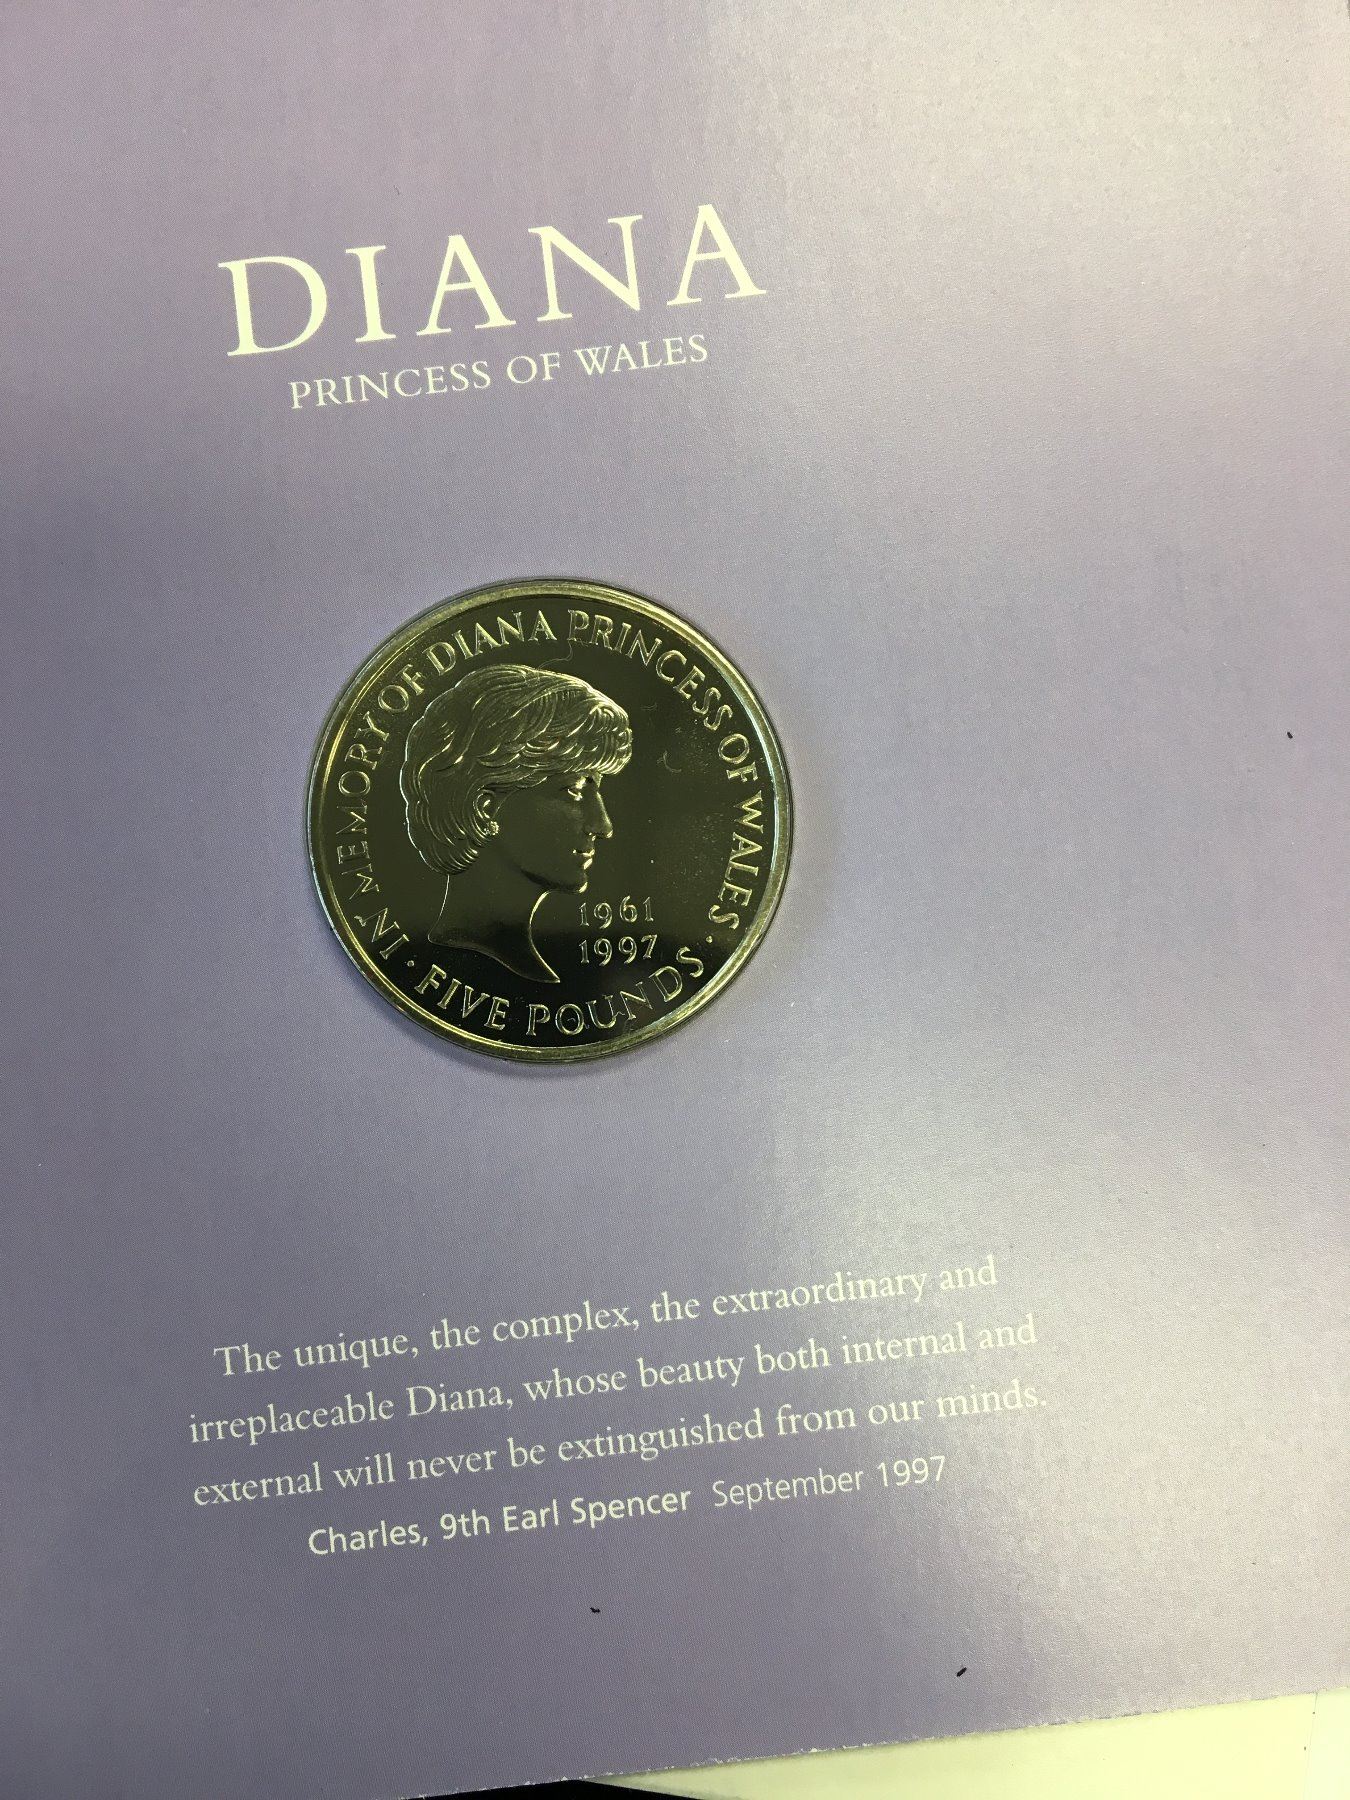 DIANA
PRINCESS OF WALES
IN MEMORY OF DIANA PRINCESS OF WALES
1961
1997
· FIVE POUNDS ·
The unique, the complex, the extraordinary and
irreplaceable Diana, whose beauty both internal and
external will never be extinguished from our minds.
Charles, 9th Earl Spencer September 1997